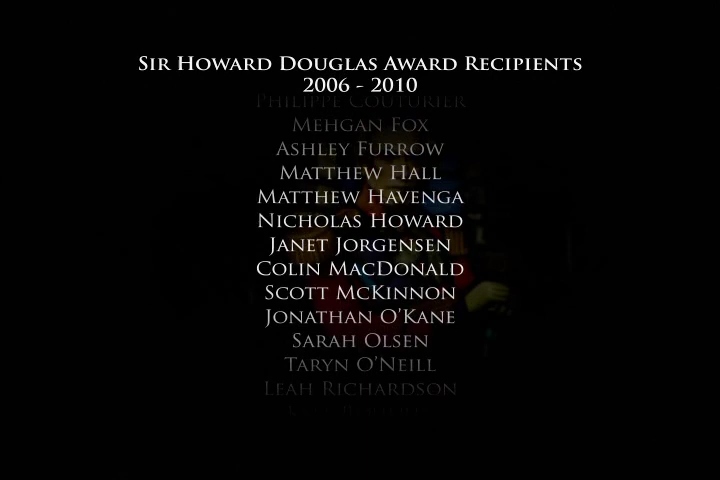 Sir Howard Douglas Award Recipients
2006 - 2010
Philippe Couturier
Mehgan Fox
Ashley Furrow
Matthew Hall
Matthew Havenga
Nicholas Howard
Janet Jorgensen
Colin MacDonald
Scott McKinnon
Jonathan O'Kane
Sarah Olsen
Taryn O'Neill
Leah Richardson